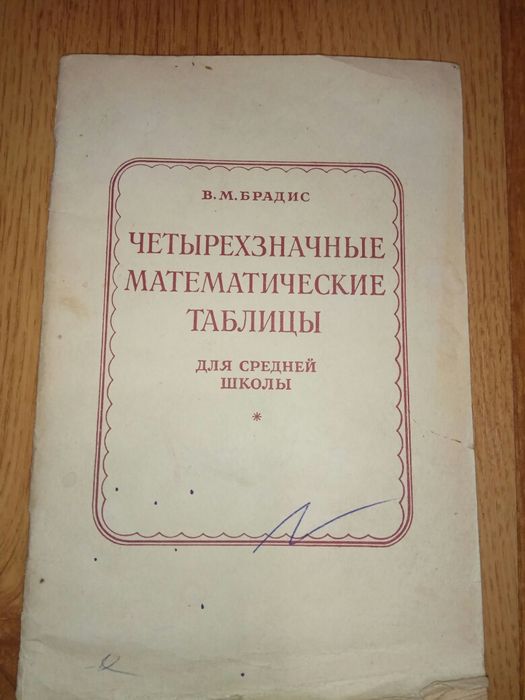 В. М. БРАДИС
ЧЕТЫРЕХЗНАЧНЫЕ
МАТЕМАТИЧЕСКИЕ
ТАБЛИЦЫ
ДЛЯ СРЕДНЕЙ
ШКОЛЫ
*